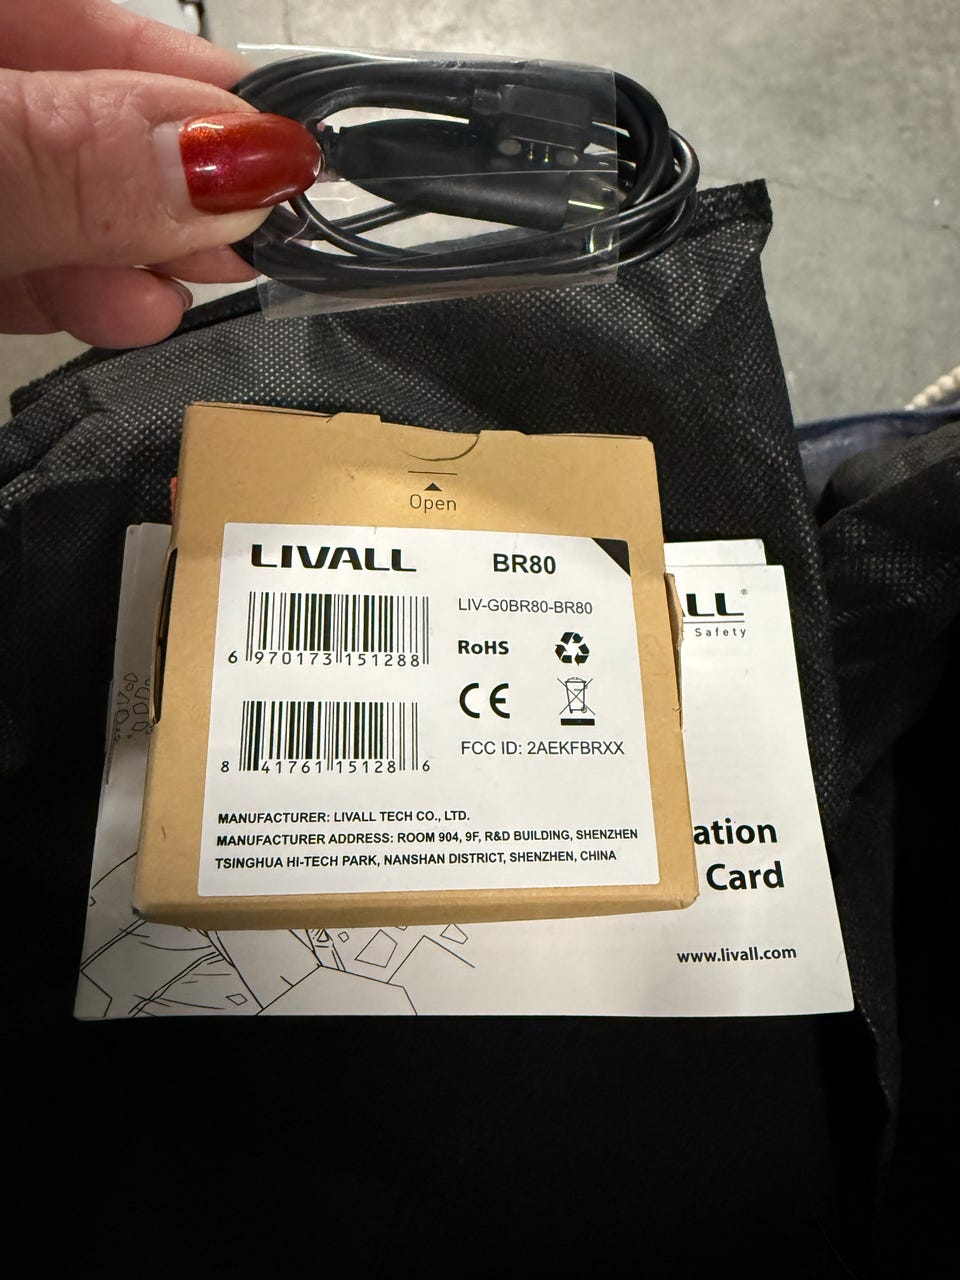 Open
LIVALL
BR80
LIV-G0BR80-BR80
6 970173 151288
RoHS
CE
8 41761 15128 6
FCC ID: 2AEKFBRXX
MANUFACTURER: LIVALL TECH CO., LTD.
MANUFACTURER ADDRESS: ROOM 904, 9F, R&D BUILDING, SHENZHEN
TSINGHUA HI-TECH PARK, NANSHAN DISTRICT, SHENZHEN, CHINA
LL®
Safety
ation
Card
www.livall.com